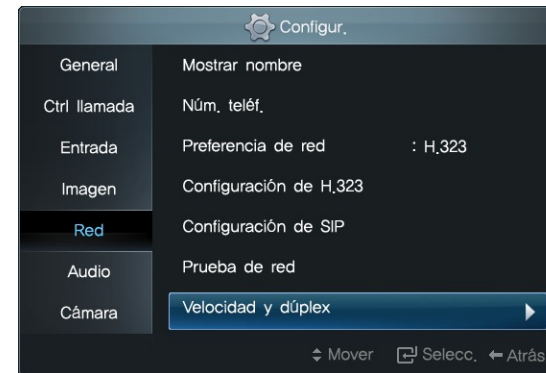 Configur.
General
Ctrl llamada
Entrada
Imagen
Red
Audio
Cámara
Mostrar nombre
Núm. teléf.
Preferencia de red : H.323
Configuración de H.323
Configuración de SIP
Prueba de red
Velocidad y dúplex
Mover Selecc. Atrás